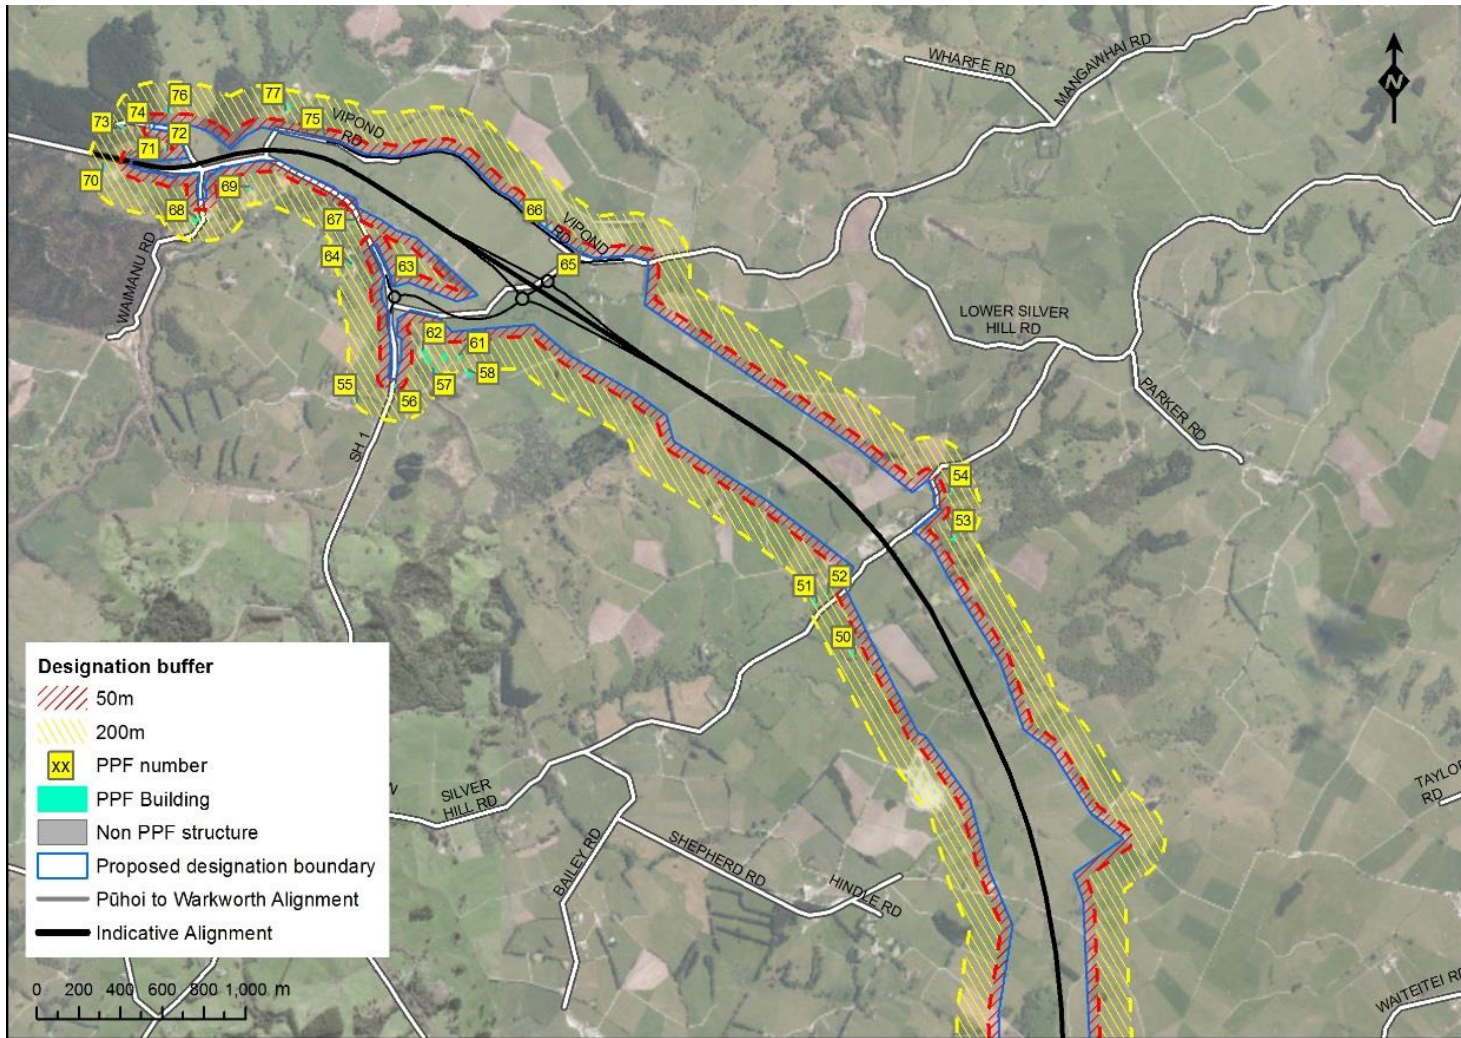 WHARFE RD
MANGAWHAI RD
N
76
77
74
73
75
VIPOND
RD
72
71
70
69
68
67
66
VIPOND
RD
WAIMANU RD
64
63
65
62
61
LOWER SILVER
HILL RD
55
57
58
56
PARKER RD
SH 1
54
53
51
52
50
Designation buffer
50m
200m
xx PPF number
PPF Building
Non PPF structure
Proposed designation boundary
Pūhoi to Warkworth Alignment
Indicative Alignment
0 200 400 600 800 1,000 m
SILVER
HILL RD
BAILEY RD
SHEPHERD RD
HINDLE RD
TAYLOR
RD
WAITEITEI RD